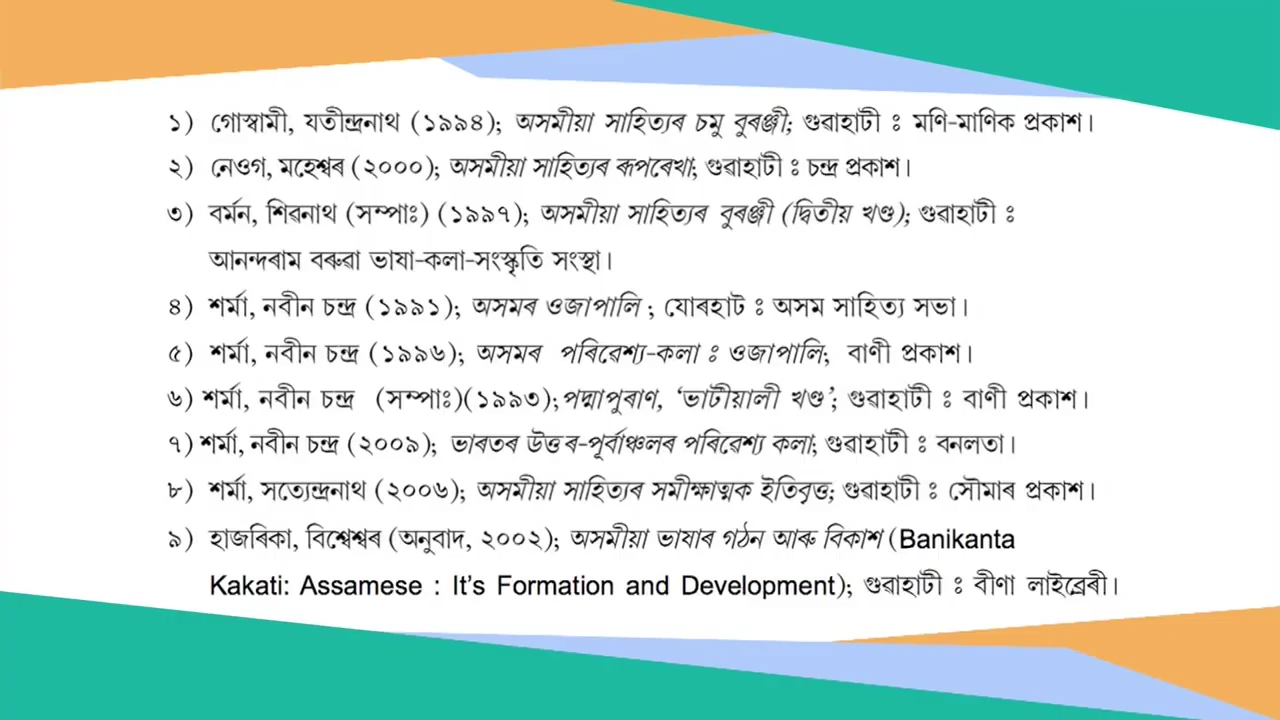 ১) গোস্বামী, যতীন্দ্ৰনাথ (১৯৯৪); অসমীয়া সাহিত্যৰ চমু বুৰঞ্জী; গুৱাহাটী ঃ মণি-মাণিক প্ৰকাশ।
২) নেওগ, মহেশ্বৰ (২০০০); অসমীয়া সাহিত্যৰ ৰূপৰেখা; গুৱাহাটী ঃ চন্দ্ৰ প্ৰকাশ।
৩) বৰ্মন, শিৱনাথ (সম্পাঃ) (১৯৯৭); অসমীয়া সাহিত্যৰ বুৰঞ্জী (দ্বিতীয় খণ্ড); গুৱাহাটী ঃ
আনন্দৰাম বৰুৱা ভাষা-কলা-সংস্কৃতি সংস্থা।
৪) শৰ্মা, নবীন চন্দ্ৰ (১৯৯১); অসমৰ ওজাপালি ; যোৰহাট ঃ অসম সাহিত্য সভা।
৫) শৰ্মা, নবীন চন্দ্ৰ (১৯৯৬); অসমৰ পৰিৱেশ্য-কলা ঃ ওজাপালি; বাণী প্ৰকাশ।
৬) শৰ্মা, নবীন চন্দ্ৰ (সম্পাঃ)(১৯৯৩);পদ্মাপুৰাণ, ‘ভাটীয়ালী খণ্ড’; গুৱাহাটী ঃ বাণী প্ৰকাশ।
৭) শৰ্মা, নবীন চন্দ্ৰ (২০০৯); ভাৰতৰ উত্তৰ-পূৰ্বাঞ্চলৰ পৰিৱেশ্য কলা; গুৱাহাটী ঃ বনলতা।
৮) শৰ্মা, সত্যেন্দ্ৰনাথ (২০০৬); অসমীয়া সাহিত্যৰ সমীক্ষাত্মক ইতিবৃত্ত; গুৱাহাটী ঃ সৌমাৰ প্ৰকাশ।
৯) হাজৰিকা, বিশ্বেশ্বৰ (অনুবাদ, ২০০২); অসমীয়া ভাষাৰ গঠন আৰু বিকাশ (Banikanta
Kakati: Assamese : It’s Formation and Development); গুৱাহাটী ঃ বীণা লাইব্ৰেৰী।